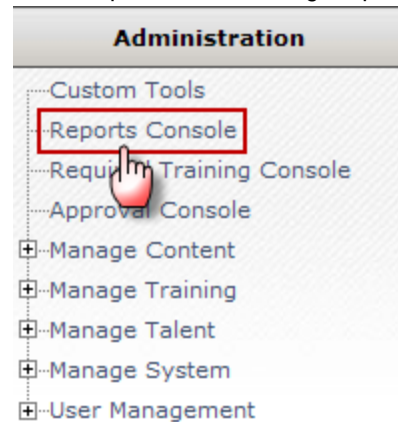 Administration
Custom Tools
Reports Console
Required Training Console
Approval Console
Manage Content
Manage Training
Manage Talent
Manage System
User Management